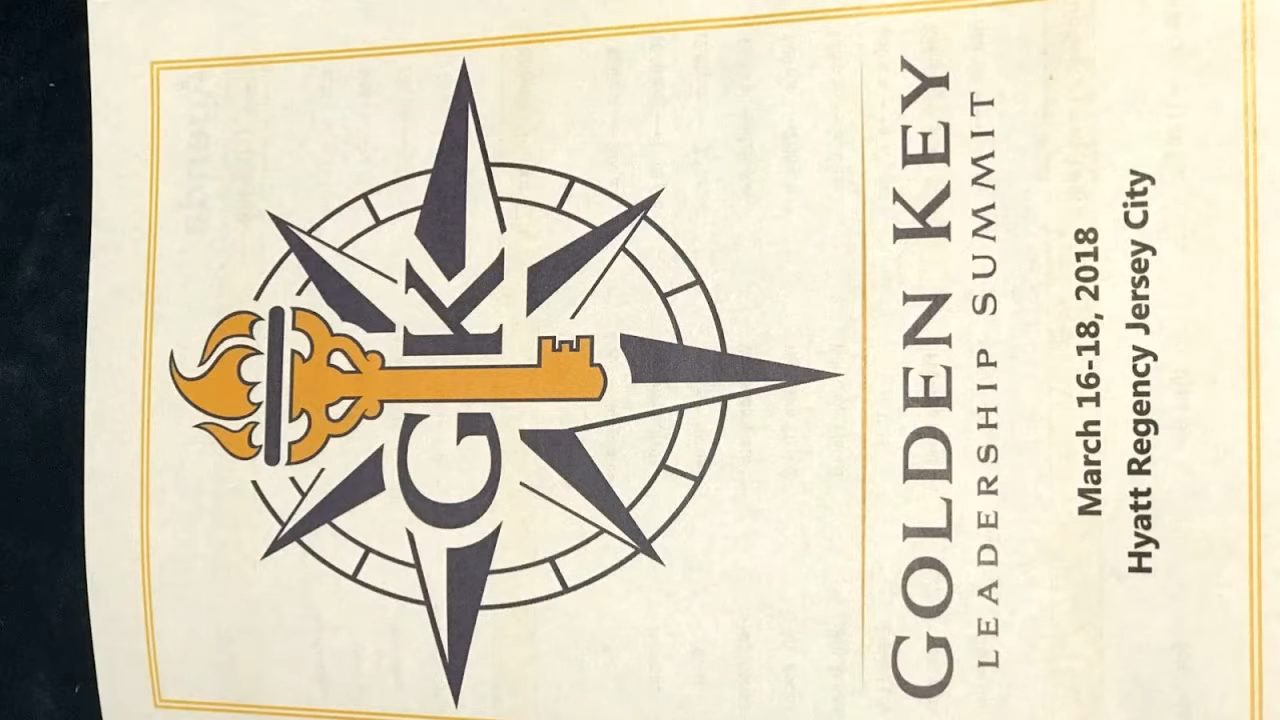 GK
GOLDEN KEY
LEADERSHIP SUMMIT
March 16-18, 2018
Hyatt Regency Jersey City